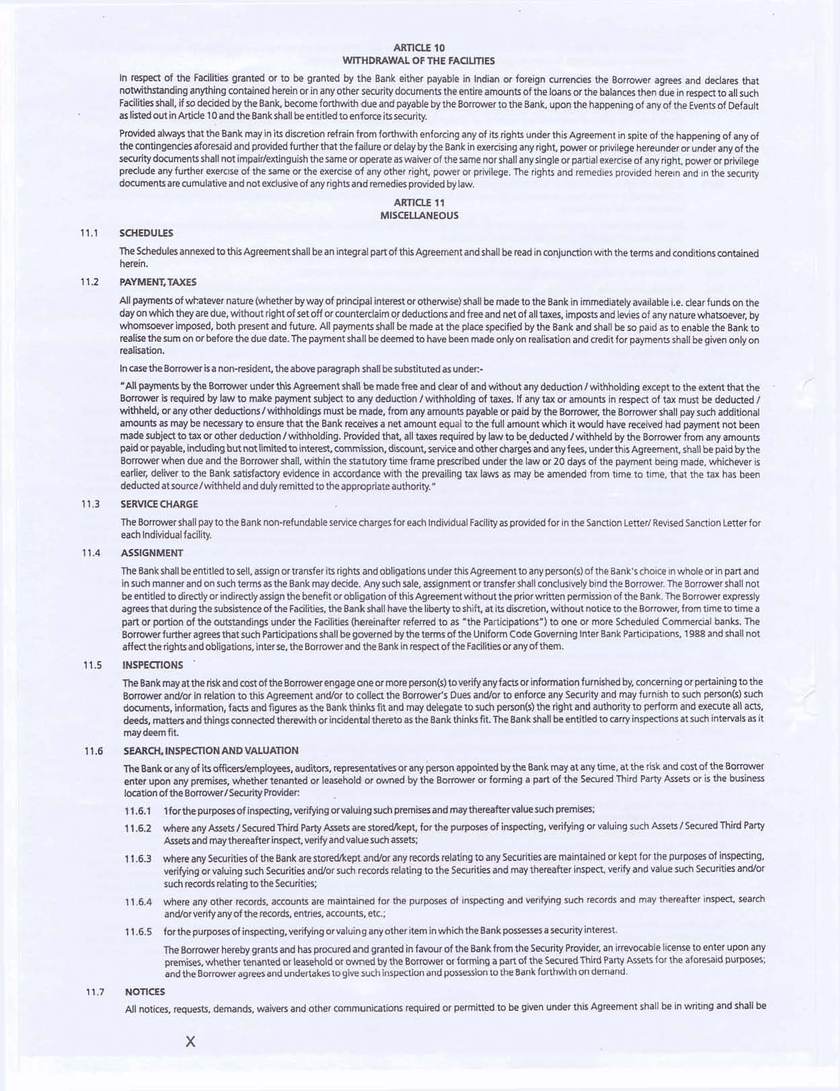 ARTICLE 10
WITHDRAWAL OF THE FACILITIES
In respect of the Facilities granted or to be granted by the Bank either payable in Indian or foreign currencies the Borrower agrees and declares that
notwithstanding anything contained herein or in any other security documents the entire amounts of the loans or the balances then due in respect to all such
Facilities shall, if so decided by the Bank, become forthwith due and payable by the Borrower to the Bank, upon the happening of any of the Events of Default
as listed out in Article 10 and the Bank shall be entitled to enforce its security.
Provided always that the Bank may in its discretion refrain from forthwith enforcing any of its rights under this Agreement in spite of the happening of any of
the contingencies aforesaid and provided further that the failure or delay by the Bank in exercising any right, power or privilege hereunder or under any of the
security documents shall not impair/extinguish the same or operate as waiver of the same nor shall any single or partial exercise of any right, power or privilege
preclude any further exercise of the same or the exercise of any other right, power or privilege. The rights and remedies provided herein and in the security
documents are cumulative and not exclusive of any rights and remedies provided by law.
ARTICLE 11
MISCELLANEOUS
11.1 SCHEDULES
The Schedules annexed to this Agreement shall be an integral part of this Agreement and shall be read in conjunction with the terms and conditions contained
herein.
11.2 PAYMENT, TAXES
All payments of whatever nature (whether by way of principal interest or otherwise) shall be made to the Bank in immediately available i.e. clear funds on the
day on which they are due, without right of set off or counterclaim or deductions and free and net of all taxes, imposts and levies of any nature whatsoever, by
whomsoever imposed, both present and future. All payments shall be made at the place specified by the Bank and shall be so paid as to enable the Bank to
realise the sum on or before the due date. The payment shall be deemed to have been made only on realisation and credit for payments shall be given only on
realisation.
In case the Borrower is a non-resident, the above paragraph shall be substituted as under:-
"All payments by the Borrower under this Agreement shall be made free and clear of and without any deduction / withholding except to the extent that the
Borrower is required by law to make payment subject to any deduction / withholding of taxes. If any tax or amounts in respect of tax must be deducted /
withheld, or any other deductions / withholdings must be made, from any amounts payable or paid by the Borrower, the Borrower shall pay such additional
amounts as may be necessary to ensure that the Bank receives a net amount equal to the full amount which it would have received had payment not been
made subject to tax or other deduction / withholding. Provided that, all taxes required by law to be deducted / withheld by the Borrower from any amounts
paid or payable, including but not limited to interest, commission, discount, service and other charges and any fees, under this Agreement, shall be paid by the
Borrower when due and the Borrower shall, within the statutory time frame prescribed under the law or 20 days of the payment being made, whichever is
earlier, deliver to the Bank satisfactory evidence in accordance with the prevailing tax laws as may be amended from time to time, that the tax has been
deducted at source / withheld and duly remitted to the appropriate authority."
11.3 SERVICE CHARGE
The Borrower shall pay to the Bank non-refundable service charges for each Individual Facility as provided for in the Sanction Letter/ Revised Sanction Letter for
each Individual facility.
11.4 ASSIGNMENT
The Bank shall be entitled to sell, assign or transfer its rights and obligations under this Agreement to any person(s) of the Bank's choice in whole or in part and
in such manner and on such terms as the Bank may decide. Any such sale, assignment or transfer shall conclusively bind the Borrower. The Borrower shall not
be entitled to directly or indirectly assign the benefit or obligation of this Agreement without the prior written permission of the Bank. The Borrower expressly
agrees that during the subsistence of the Facilities, the Bank shall have the liberty to shift, at its discretion, without notice to the Borrower, from time to time a
part or portion of the outstandings under the Facilities (hereinafter referred to as "the Participations") to one or more Scheduled Commercial banks. The
Borrower further agrees that such Participations shall be governed by the terms of the Uniform Code Governing Inter Bank Participations, 1988 and shall not
affect the rights and obligations, inter se, the Borrower and the Bank in respect of the Facilities or any of them.
11.5 INSPECTIONS
The Bank may at the risk and cost of the Borrower engage one or more person(s) to verify any facts or information furnished by, concerning or pertaining to the
Borrower and/or in relation to this Agreement and/or to collect the Borrower's Dues and/or to enforce any Security and may furnish to such person(s) such
documents, information, facts and figures as the Bank thinks fit and may delegate to such person(s) the right and authority to perform and execute all acts,
deeds, matters and things connected therewith or incidental thereto as the Bank thinks fit. The Bank shall be entitled to carry inspections at such intervals as it
may deem fit.
11.6 SEARCH, INSPECTION AND VALUATION
The Bank or any of its officers/employees, auditors, representatives or any person appointed by the Bank may at any time, at the risk and cost of the Borrower
enter upon any premises, whether tenanted or leasehold or owned by the Borrower or forming a part of the Secured Third Party Assets or is the business
location of the Borrower / Security Provider:
11.6.1 1for the purposes of inspecting, verifying or valuing such premises and may thereafter value such premises;
11.6.2 where any Assets / Secured Third Party Assets are stored/kept, for the purposes of inspecting, verifying or valuing such Assets / Secured Third Party
Assets and may thereafter inspect, verify and value such assets;
11.6.3 where any Securities of the Bank are stored/kept and/or any records relating to any Securities are maintained or kept for the purposes of inspecting,
verifying or valuing such Securities and/or such records relating to the Securities and may thereafter inspect, verify and value such Securities and/or
such records relating to the Securities;
11.6.4 where any other records, accounts are maintained for the purposes of inspecting and verifying such records and may thereafter inspect, search
and/or verify any of the records, entries, accounts, etc.;
11.6.5 for the purposes of inspecting, verifying or valuing any other item in which the Bank possesses a security interest.
The Borrower hereby grants and has procured and granted in favour of the Bank from the Security Provider, an irrevocable license to enter upon any
premises, whether tenanted or leasehold or owned by the Borrower or forming a part of the Secured Third Party Assets for the aforesaid purposes;
and the Borrower agrees and undertakes to give such inspection and possession to the Bank forthwith on demand.
11.7 NOTICES
All notices, requests, demands, waivers and other communications required or permitted to be given under this Agreement shall be in writing and shall be
X